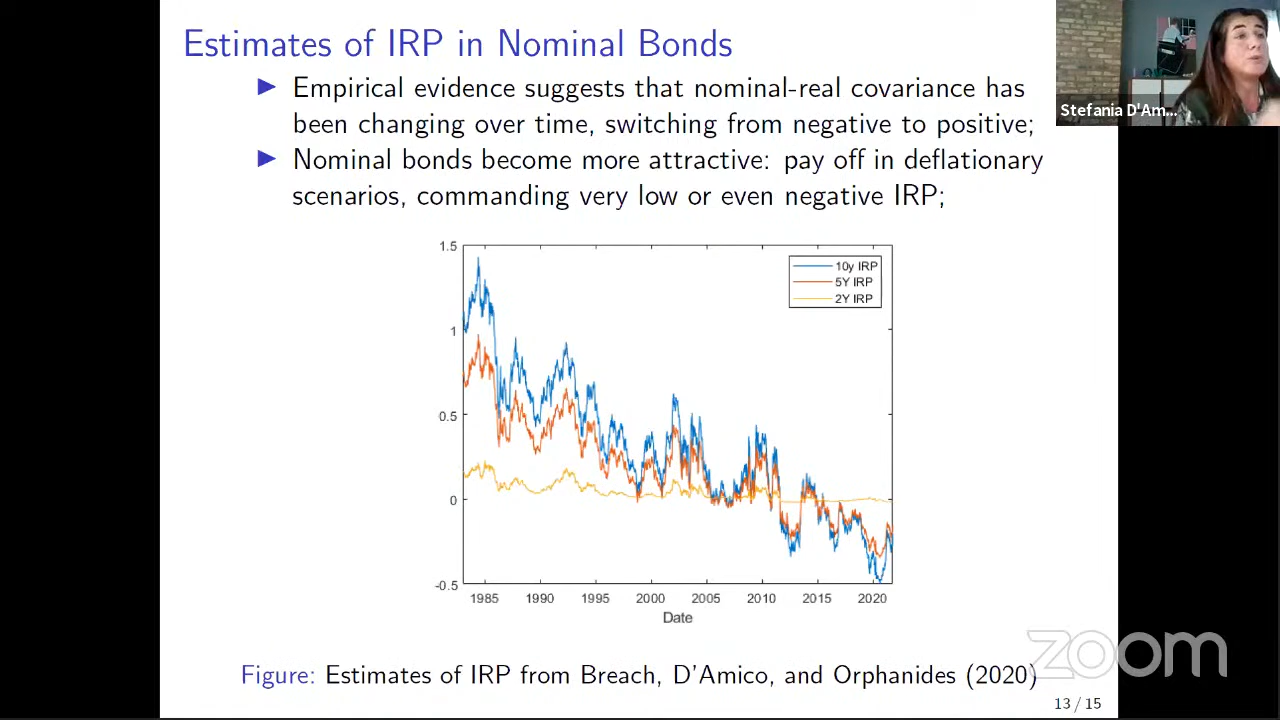 Estimates of IRP in Nominal Bonds
▶ Empirical evidence suggests that nominal-real covariance has
been changing over time, switching from negative to positive;
▶ Nominal bonds become more attractive: pay off in deflationary
scenarios, commanding very low or even negative IRP;
Stefania D'Am...
1.5
1
0.5
0
-0.5
10y IRP
5Y IRP
2Y IRP
1985 1990 1995 2000 2005 2010 2015 2020
Date
Figure: Estimates of IRP from Breach, D'Amico, and Orphanides (2020)
zoom
13 / 15